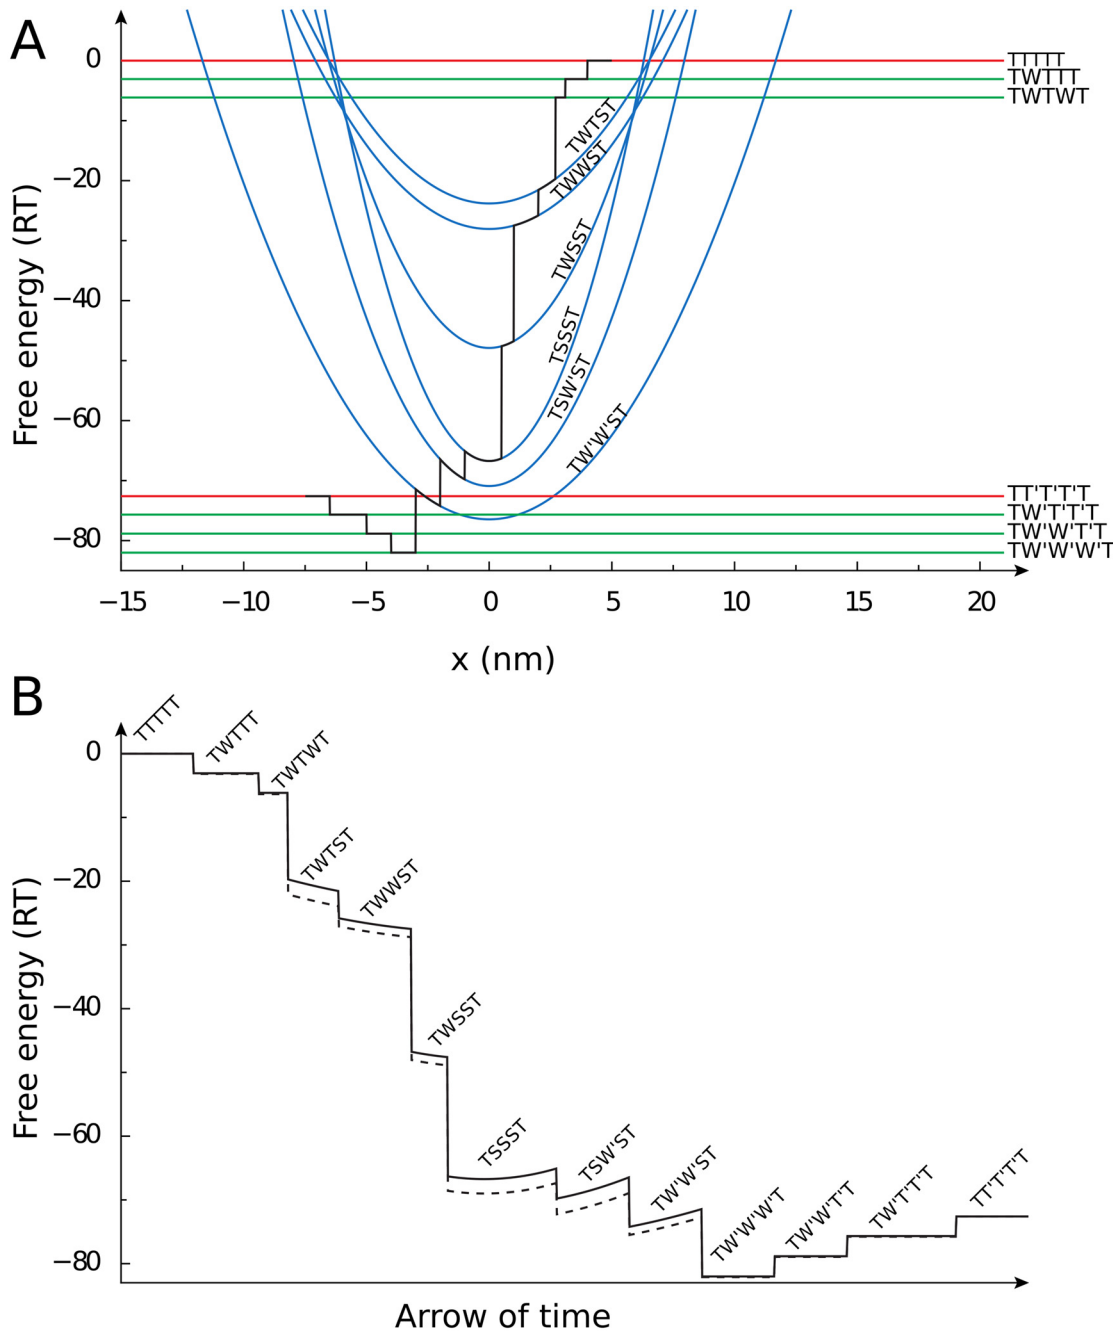 A
Free energy (RT)
0
−20
−40
−60
−80
TTTTT
TWTTT
TWTWT
TWTST
TWWST
TWSST
TSSST
TSW'ST
TW'W'ST
TT'T'T'T
TW'T'T'T
TW'W'T'T
TW'W'W'T
−15 −10 −5 0 5 10 15 20
x (nm)
B
Free energy (RT)
0
−20
−40
−60
−80
TTTTT
TWTTT
TWTWT
TWTST
TWWST
TWSST
TSSST
TSW'ST
TW'W'ST
TW'W'W'T
TW'W'T'T
TW'T'T'T
TT'T'T'T
Arrow of time